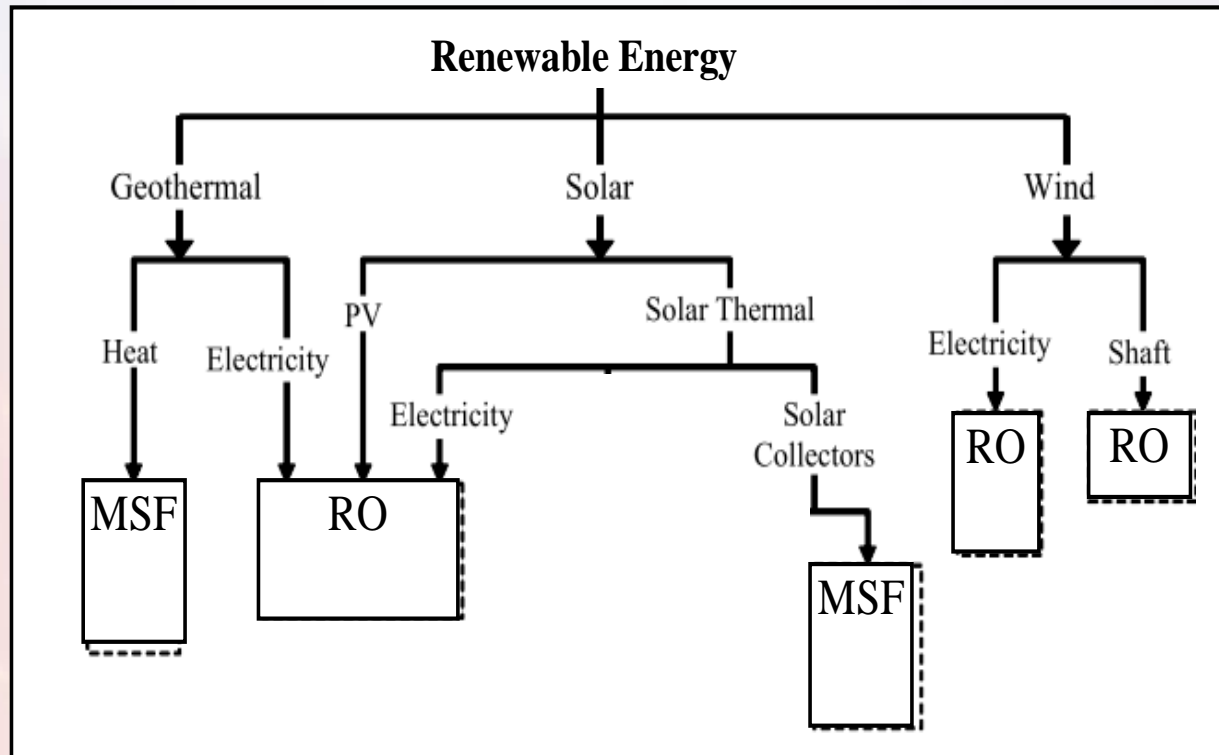 Renewable Energy
Geothermal
Solar
Wind
Heat
Electricity
PV
Solar Thermal
Electricity
Shaft
Electricity
Solar
Collectors
MSF
RO
MSF
RO
RO